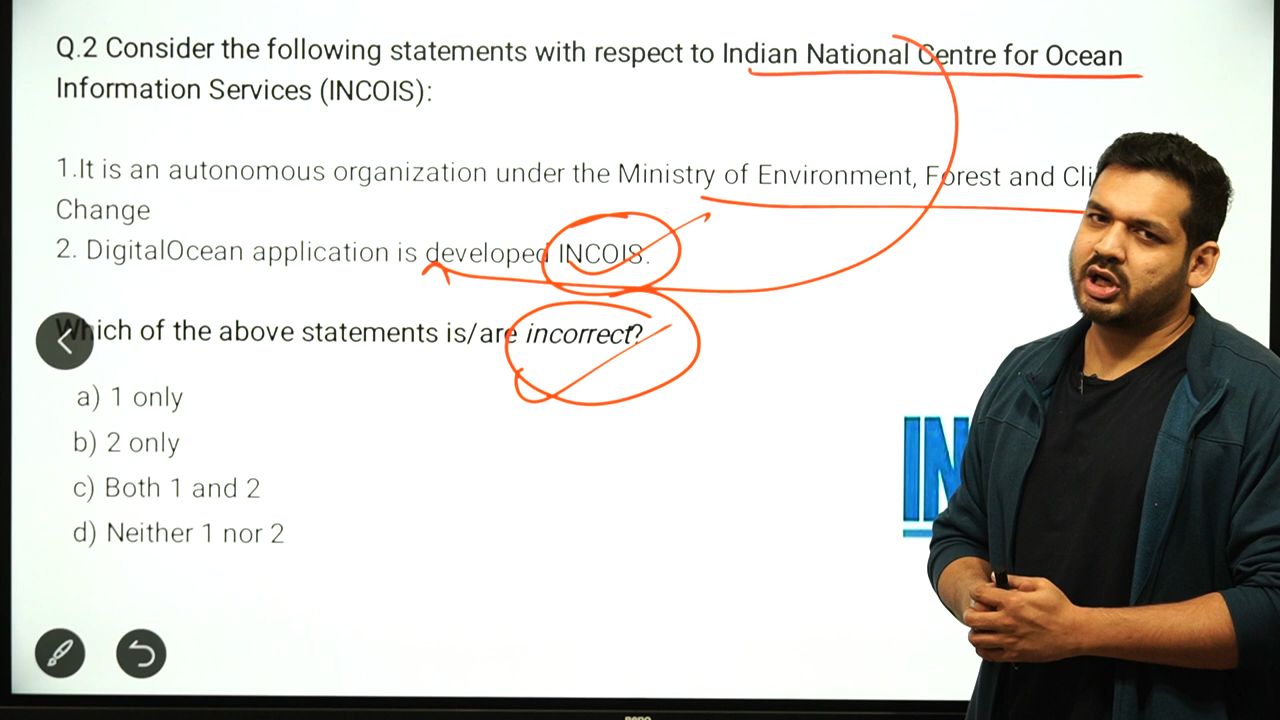 Q.2 Consider the following statements with respect to Indian National Centre for Ocean
Information Services (INCOIS):
1.It is an autonomous organization under the Ministry of Environment, Forest and Cli
Change
2. DigitalOcean application is developed INCOIS.
Which of the above statements is/are incorrect?
a) 1 only
b) 2 only
c) Both 1 and 2
d) Neither 1 nor 2
IN